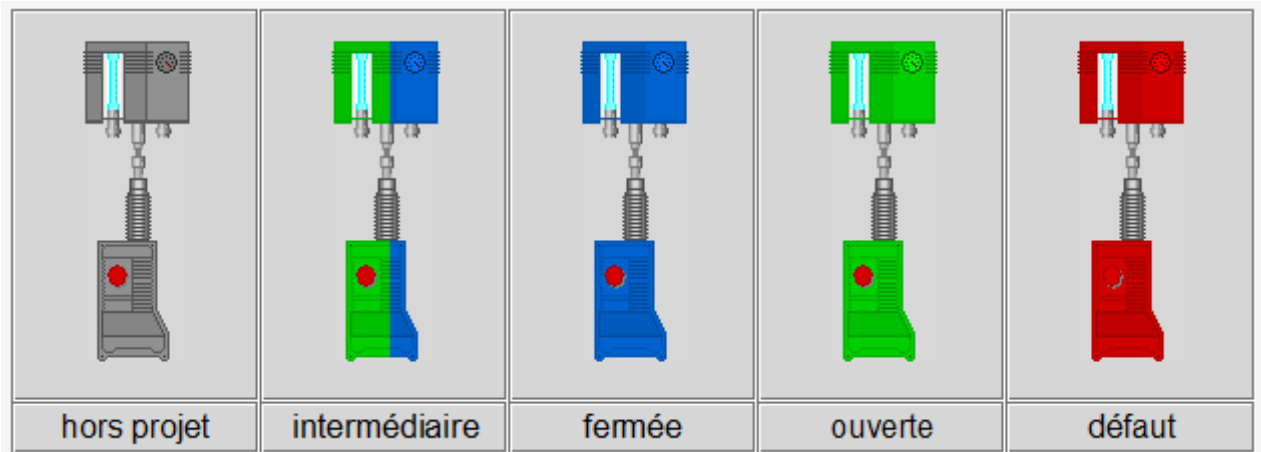 hors projet
intermédiaire
fermée
ouverte
défaut